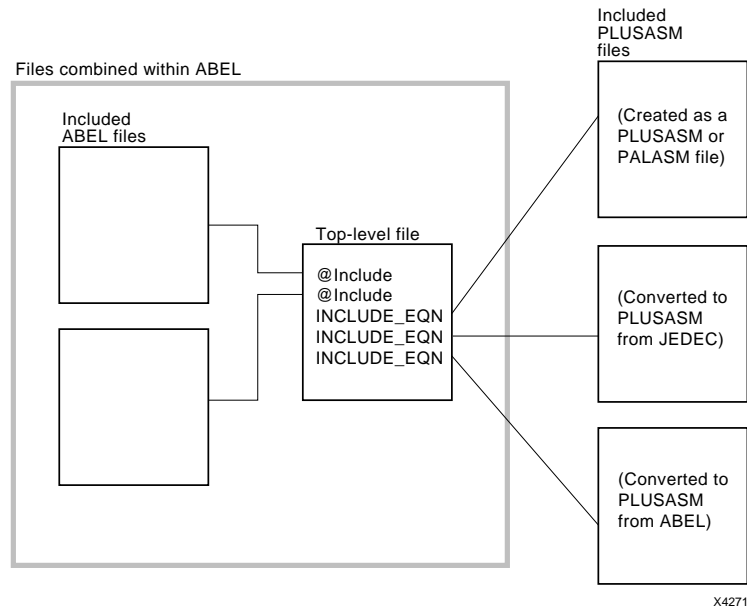 Included
PLUSASM
files
Files combined within ABEL
Included
ABEL files
(Created as a
PLUSASM or
PALASM file)
Top-level file
@Include
@Include
INCLUDE_EQN
INCLUDE_EQN
INCLUDE_EQN
(Converted to
PLUSASM
from JEDEC)
(Converted to
PLUSASM
from ABEL)
X4271